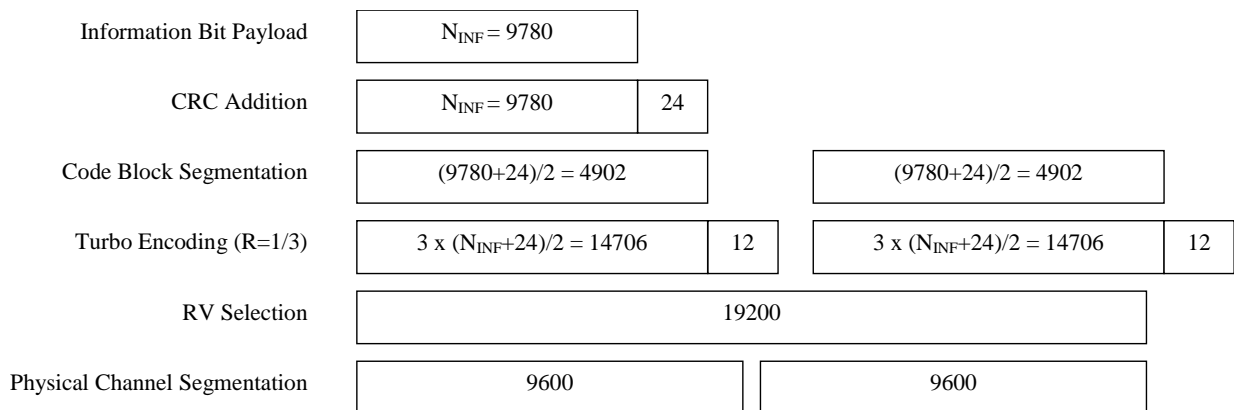 Information Bit Payload N_INF = 9780
CRC Addition N_INF = 9780 24
Code Block Segmentation (9780+24)/2 = 4902 (9780+24)/2 = 4902
Turbo Encoding (R=1/3) 3 x (N_INF+24)/2 = 14706 12 3 x (N_INF+24)/2 = 14706 12
RV Selection 19200
Physical Channel Segmentation 9600 9600